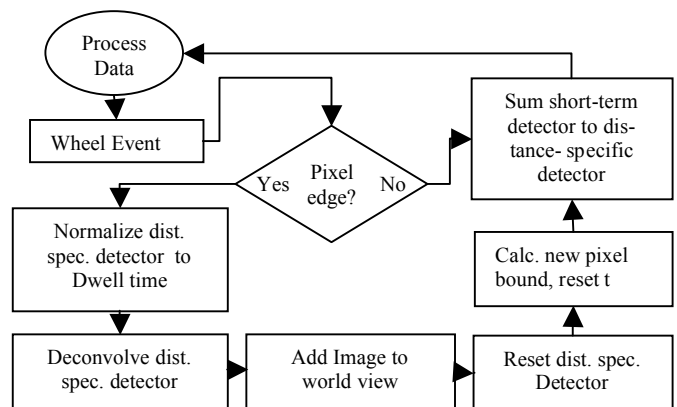 Process
Data
Wheel Event
Pixel
edge?
Yes
No
Sum short-term
detector to dis-
tance- specific
detector
Normalize dist.
spec. detector to
Dwell time
Calc. new pixel
bound, reset t
Deconvolve dist.
spec. detector
Add Image to
world view
Reset dist. spec.
Detector